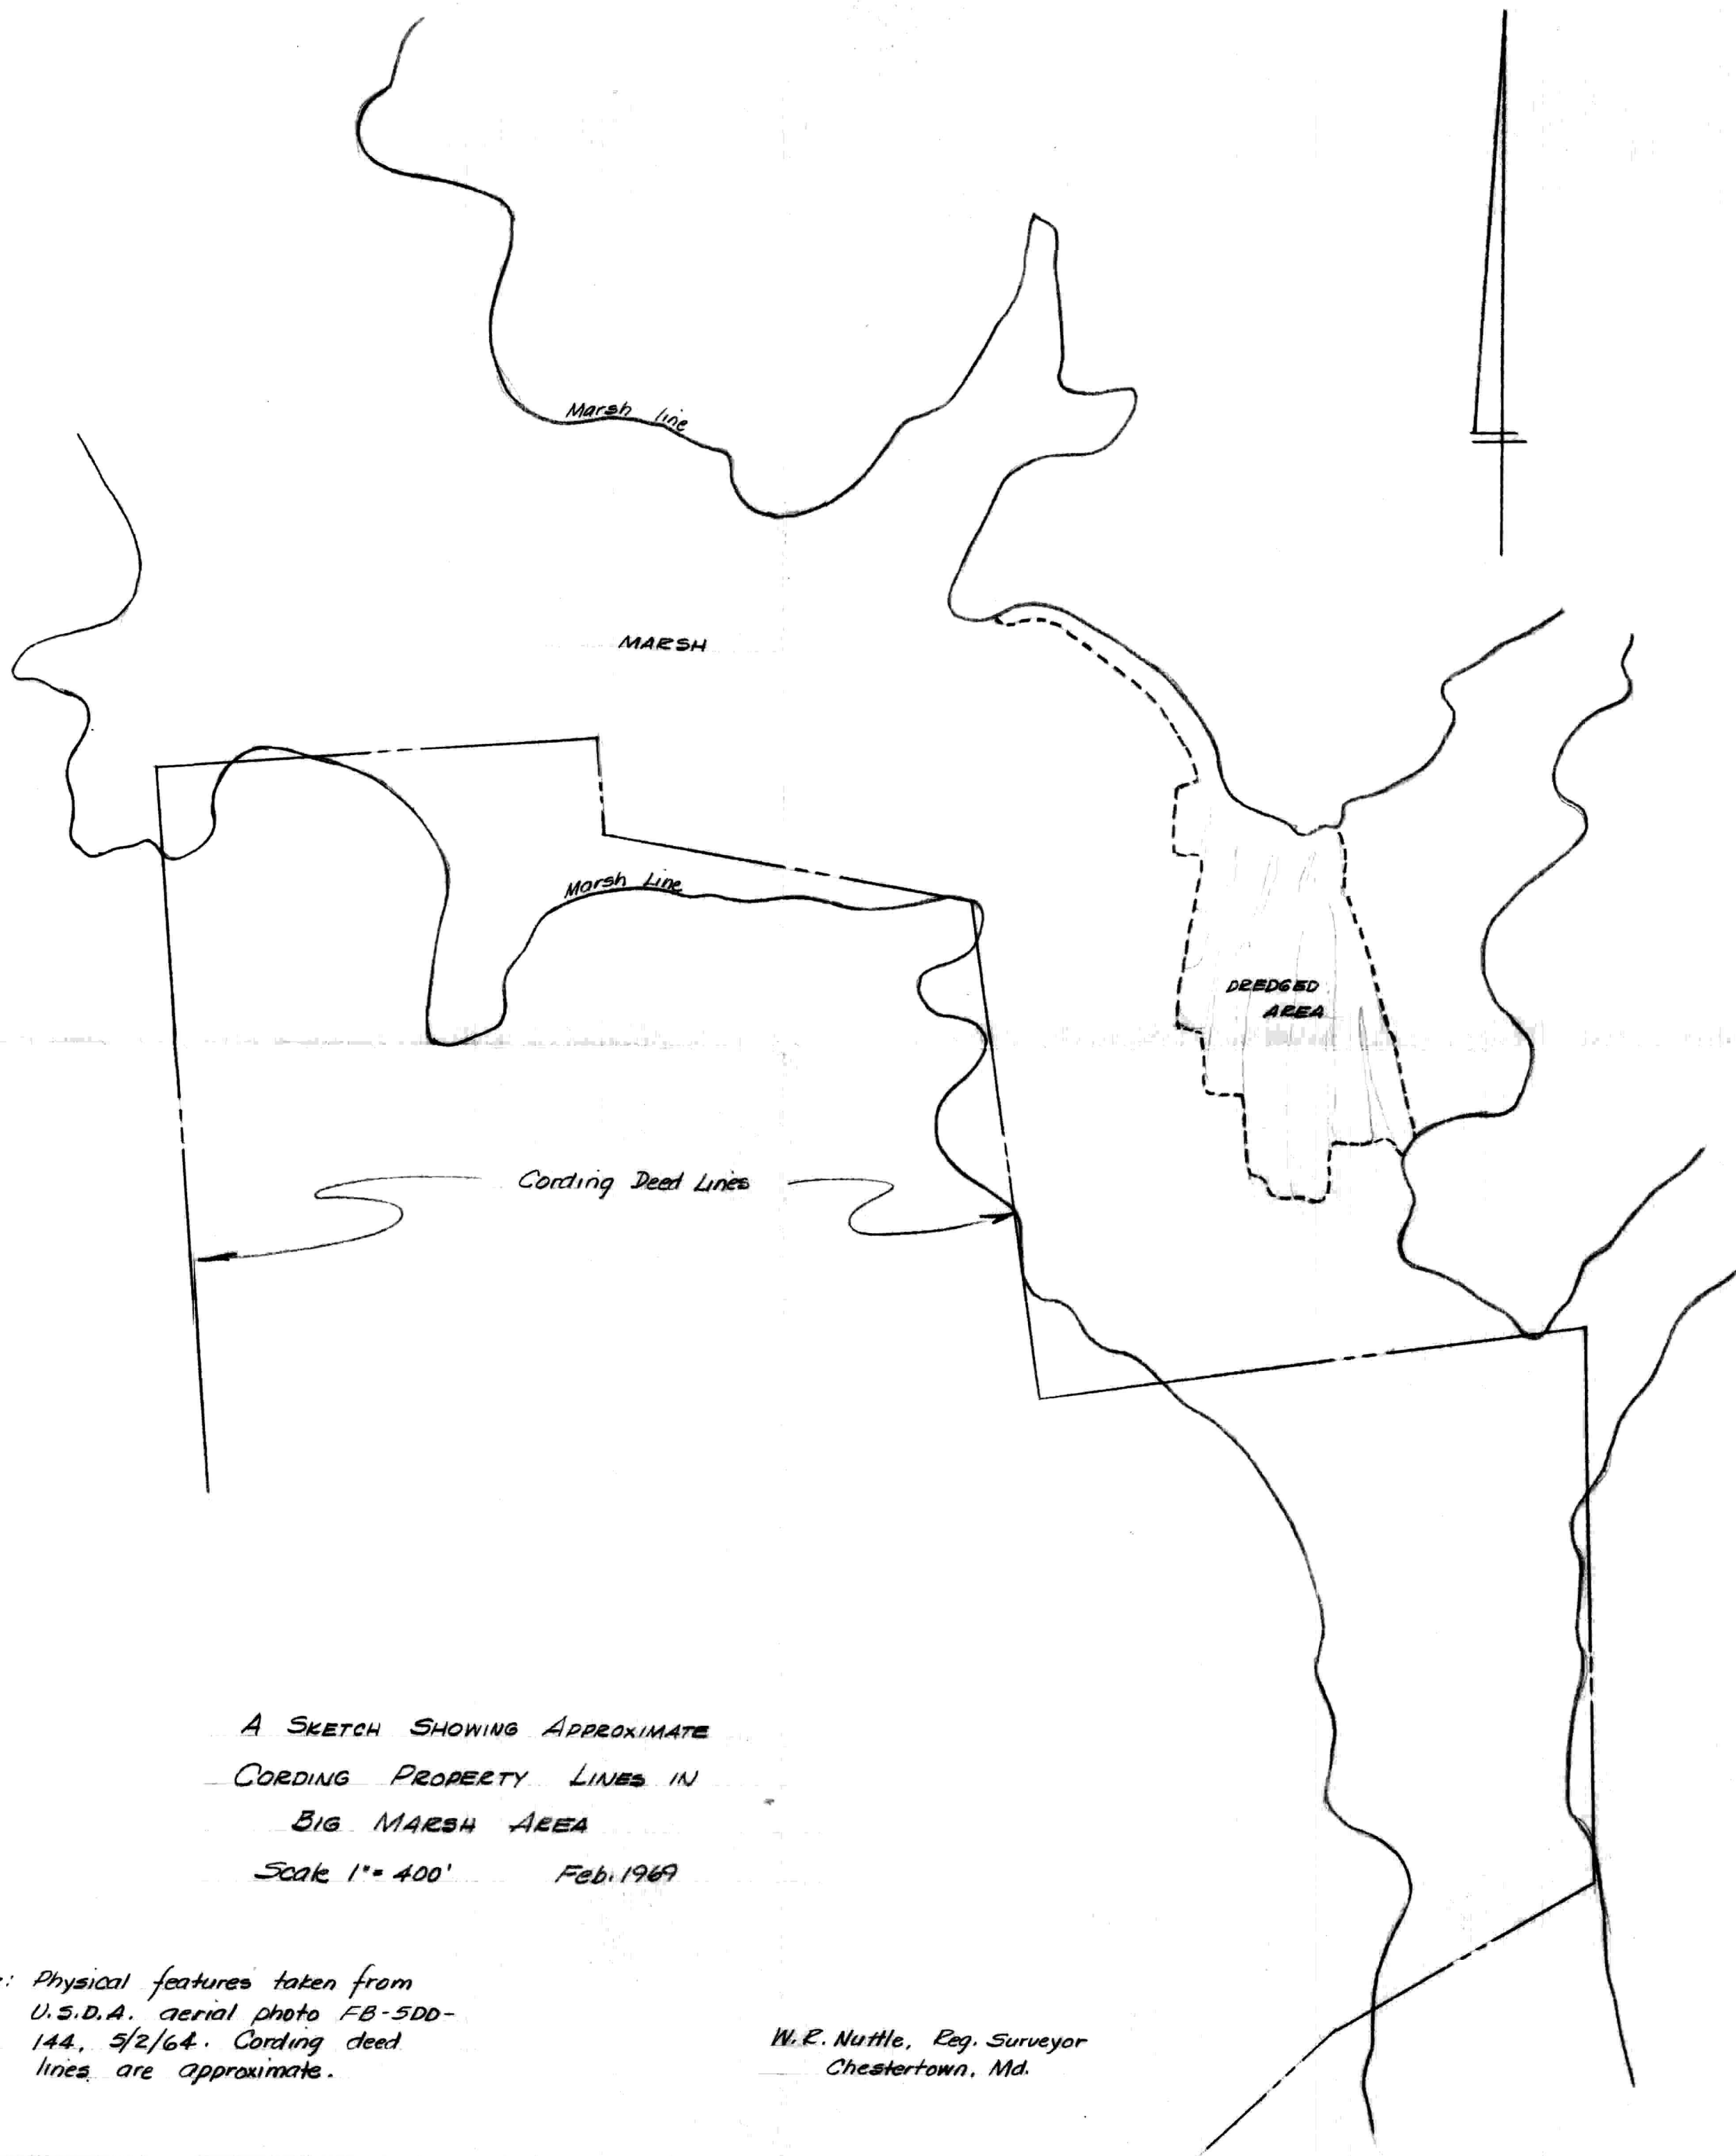 Marsh line
MARSH
Marsh Line
DREDGED
AREA
Cording Deed Lines
A SKETCH SHOWING APPROXIMATE
CORDING PROPERTY LINES IN
BIG MARSH AREA
Scale 1"= 400' Feb. 1969
: Physical features taken from
U.S.D.A. aerial photo FB-5DD-
144, 5/2/64. Cording deed
lines are approximate.
W.R. Nuttle, Reg. Surveyor
Chestertown, Md.